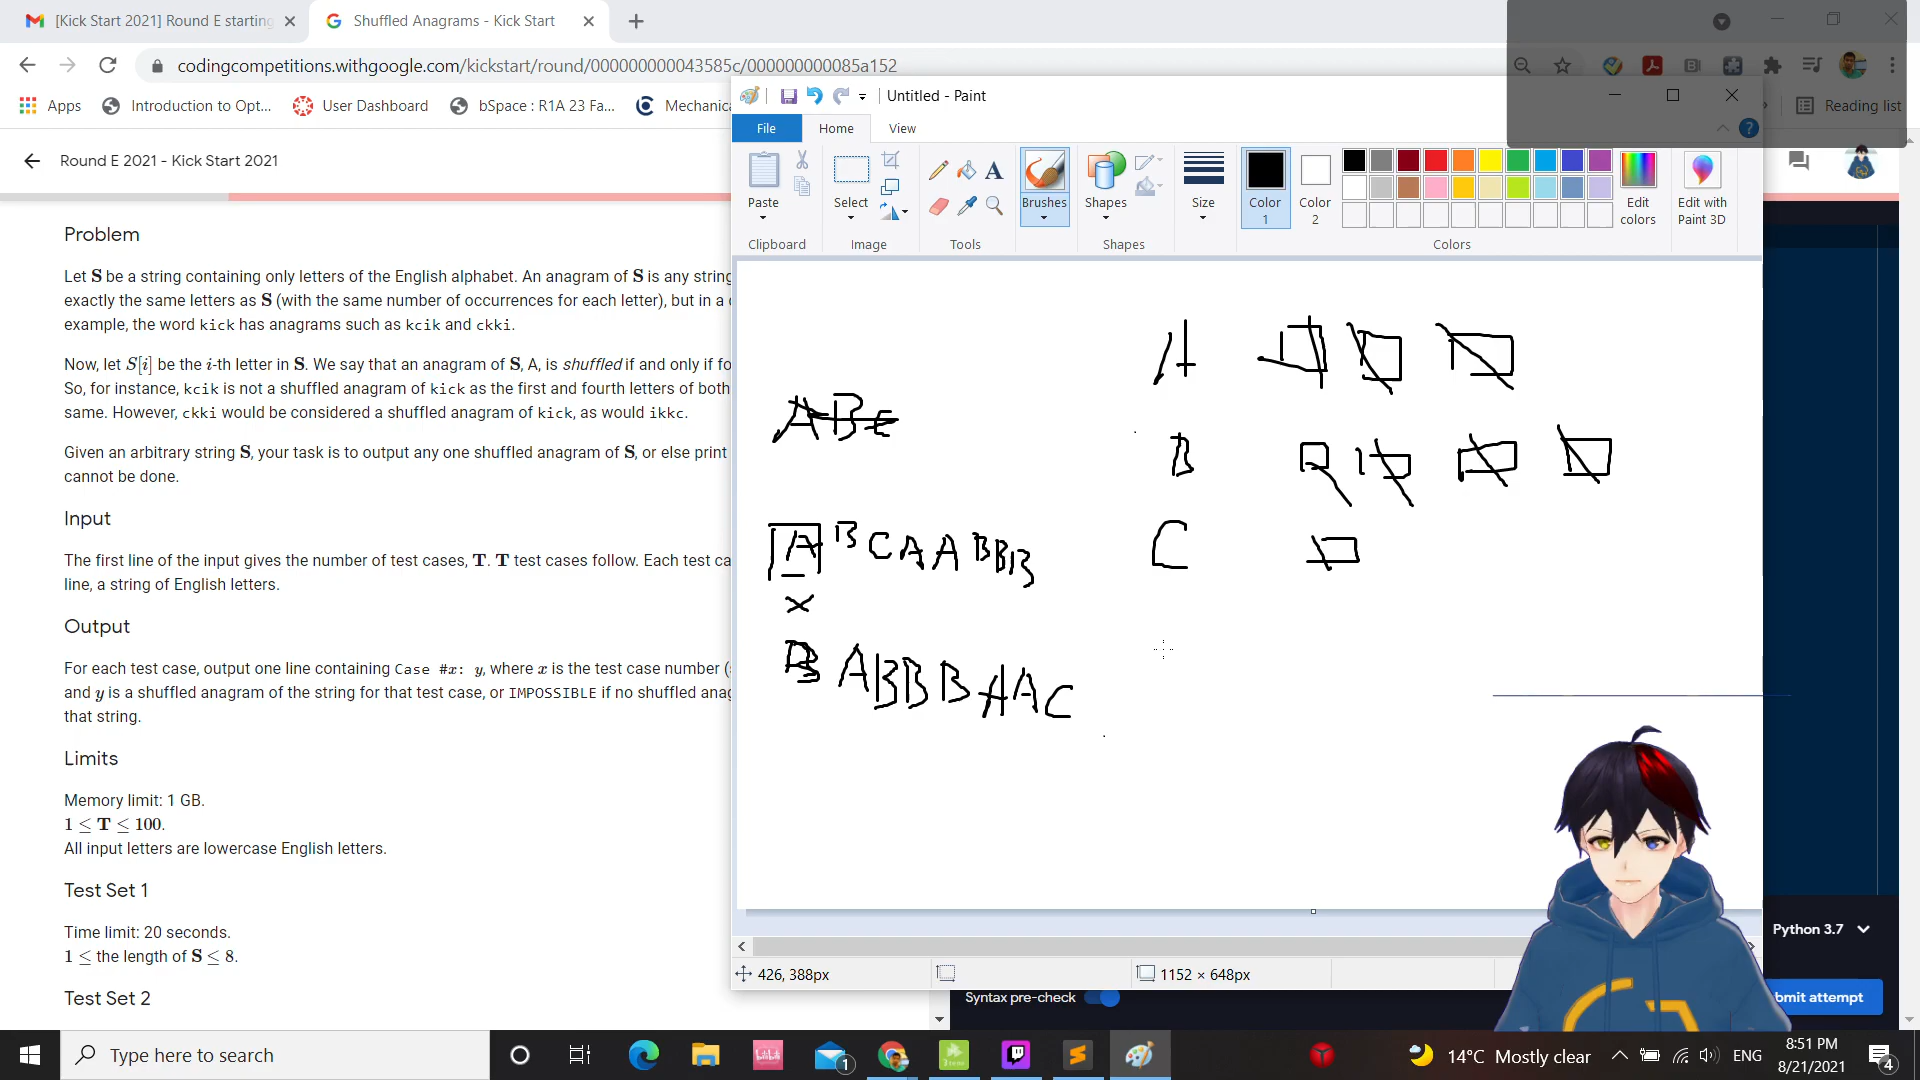 [Kick Start 2021] Round E starting
Shuffled Anagrams - Kick Start
codingcompetitions.withgoogle.com/kickstart/round/000000000043585c/000000000085a152
Apps
Introduction to Opt...
User Dashboard
bSpace : R1A 23 Fa...
Mechanica
Reading list
Round E 2021 - Kick Start 2021
Problem
Let S be a string containing only letters of the English alphabet. An anagram of S is any string
exactly the same letters as S (with the same number of occurrences for each letter), but in a
example, the word kick has anagrams such as kcik and ckki.
Now, let S[i] be the i-th letter in S. We say that an anagram of S, A, is shuffled if and only if fo
So, for instance, kcik is not a shuffled anagram of kick as the first and fourth letters of both
same. However, ckki would be considered a shuffled anagram of kick, as would ikkc.
Given an arbitrary string S, your task is to output any one shuffled anagram of S, or else print
cannot be done.
Input
The first line of the input gives the number of test cases, T. T test cases follow. Each test ca
line, a string of English letters.
Output
For each test case, output one line containing Case #x: y, where x is the test case number (
and y is a shuffled anagram of the string for that test case, or IMPOSSIBLE if no shuffled anag
that string.
Limits
Memory limit: 1 GB.
1 ≤ T ≤ 100.
All input letters are lowercase English letters.
Test Set 1
Time limit: 20 seconds.
1 ≤ the length of S ≤ 8.
Test Set 2
Untitled - Paint
File
Home
View
Paste
Select
Brushes
Shapes
Size
Color
1
Color
2
Edit
colors
Edit with
Paint 3D
Clipboard
Image
Tools
Shapes
Colors
A
B
C
A B C A A B B B
x
B A B B B A A C
426, 388px
1152 × 648px
Syntax pre-check
Python 3.7
bmit attempt
Type here to search
1
14°C Mostly clear
ENG
8:51 PM
8/21/2021
4